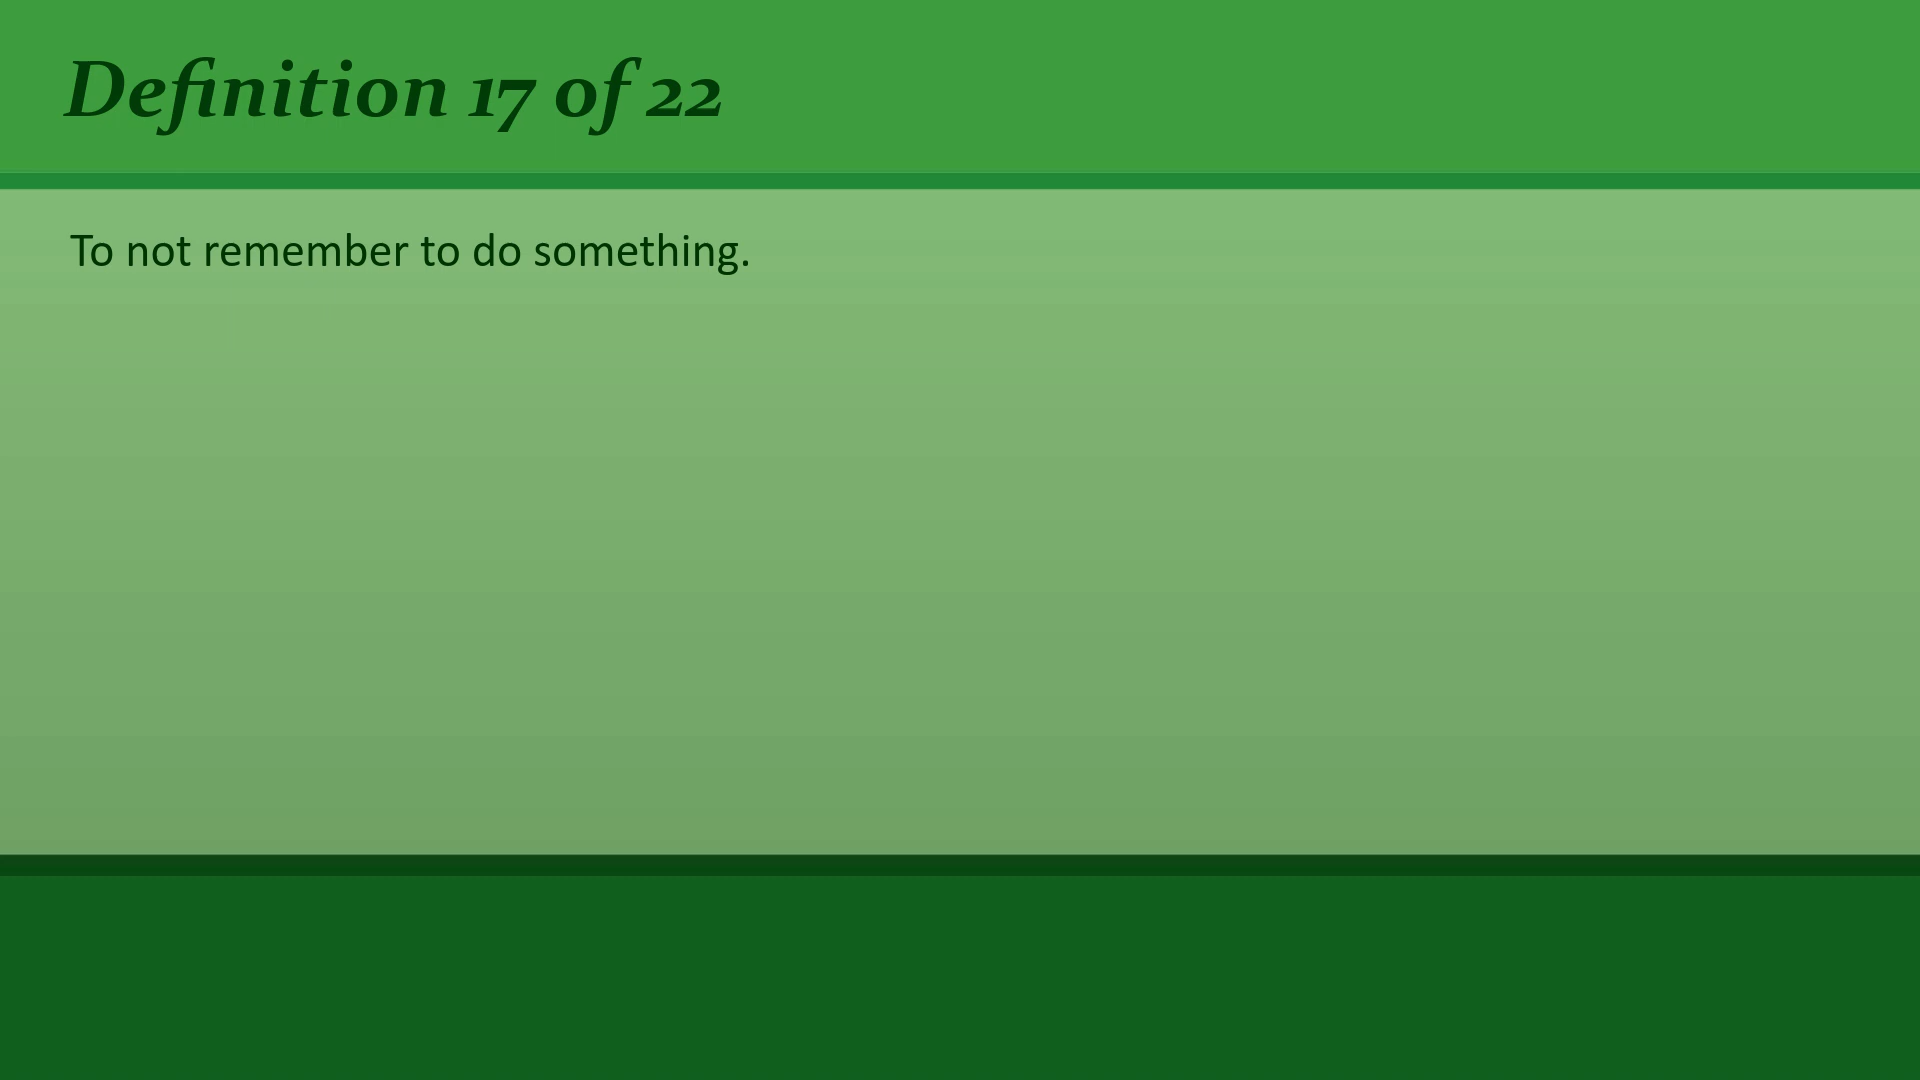 Definition 17 of 22
To not remember to do something.